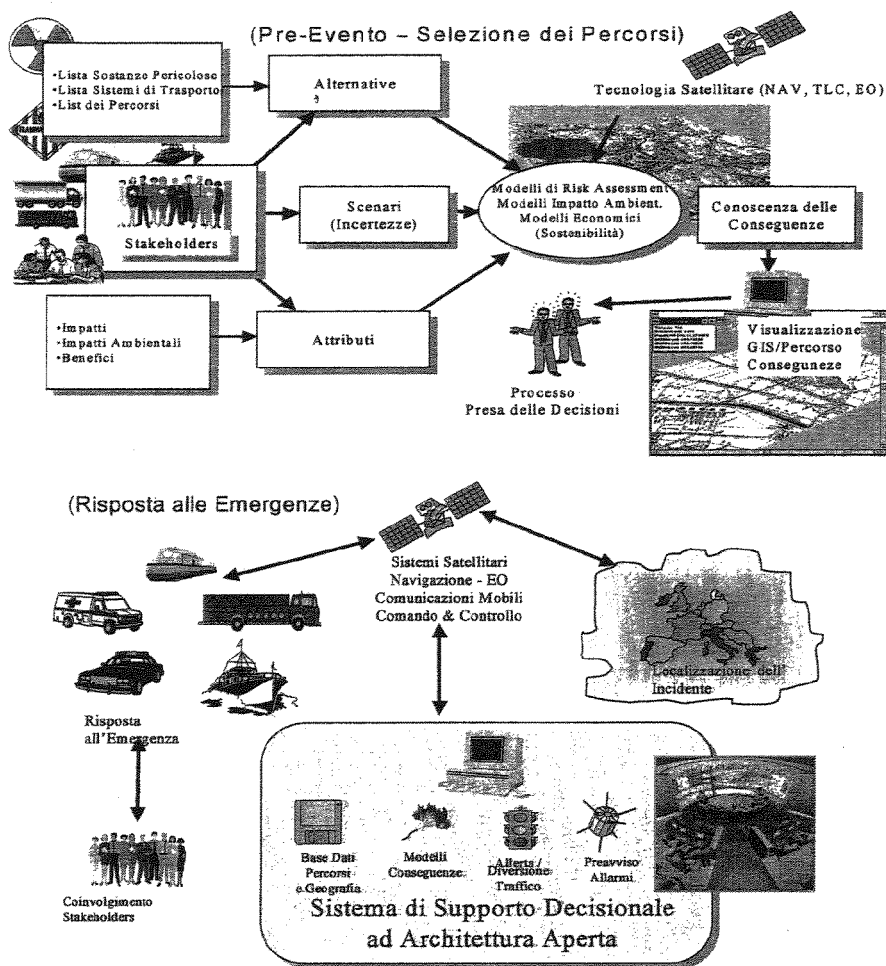 (Pre-Evento – Selezione dei Percorsi)
•Lista Sostanze Pericolose
•Lista Sistemi di Trasporto
•List dei Percorsi
Alternative
Tecnologia Satellitare (NAV, TLC, EO)
Stakeholders
Scenari
(Incertezze)
Modelli di Risk Assessment
Modelli Impatto Ambient.
Modelli Economici
(Sostenibilità)
Conoscenza delle
Conseguenze
•Impatti
•Impatti Ambientali
•Benefici
Attributi
Processo
Presa delle Decisioni
Visualizzazione
GIS/Percorso
Conseguneze
(Risposta alle Emergenze)
Sistemi Satellitari
Navigazione - EO
Comunicazioni Mobili
Comando & Controllo
Localizzazione dell'
Incidente
Risposta
all'Emergenza
Coinvolgimento
Stakeholders
Base Dati
Percorsi
e Geografia
Modelli
Conseguenze
Allerta /
Diversione
Traffico
Preavviso
Allarmi
Sistema di Supporto Decisionale
ad Architettura Aperta